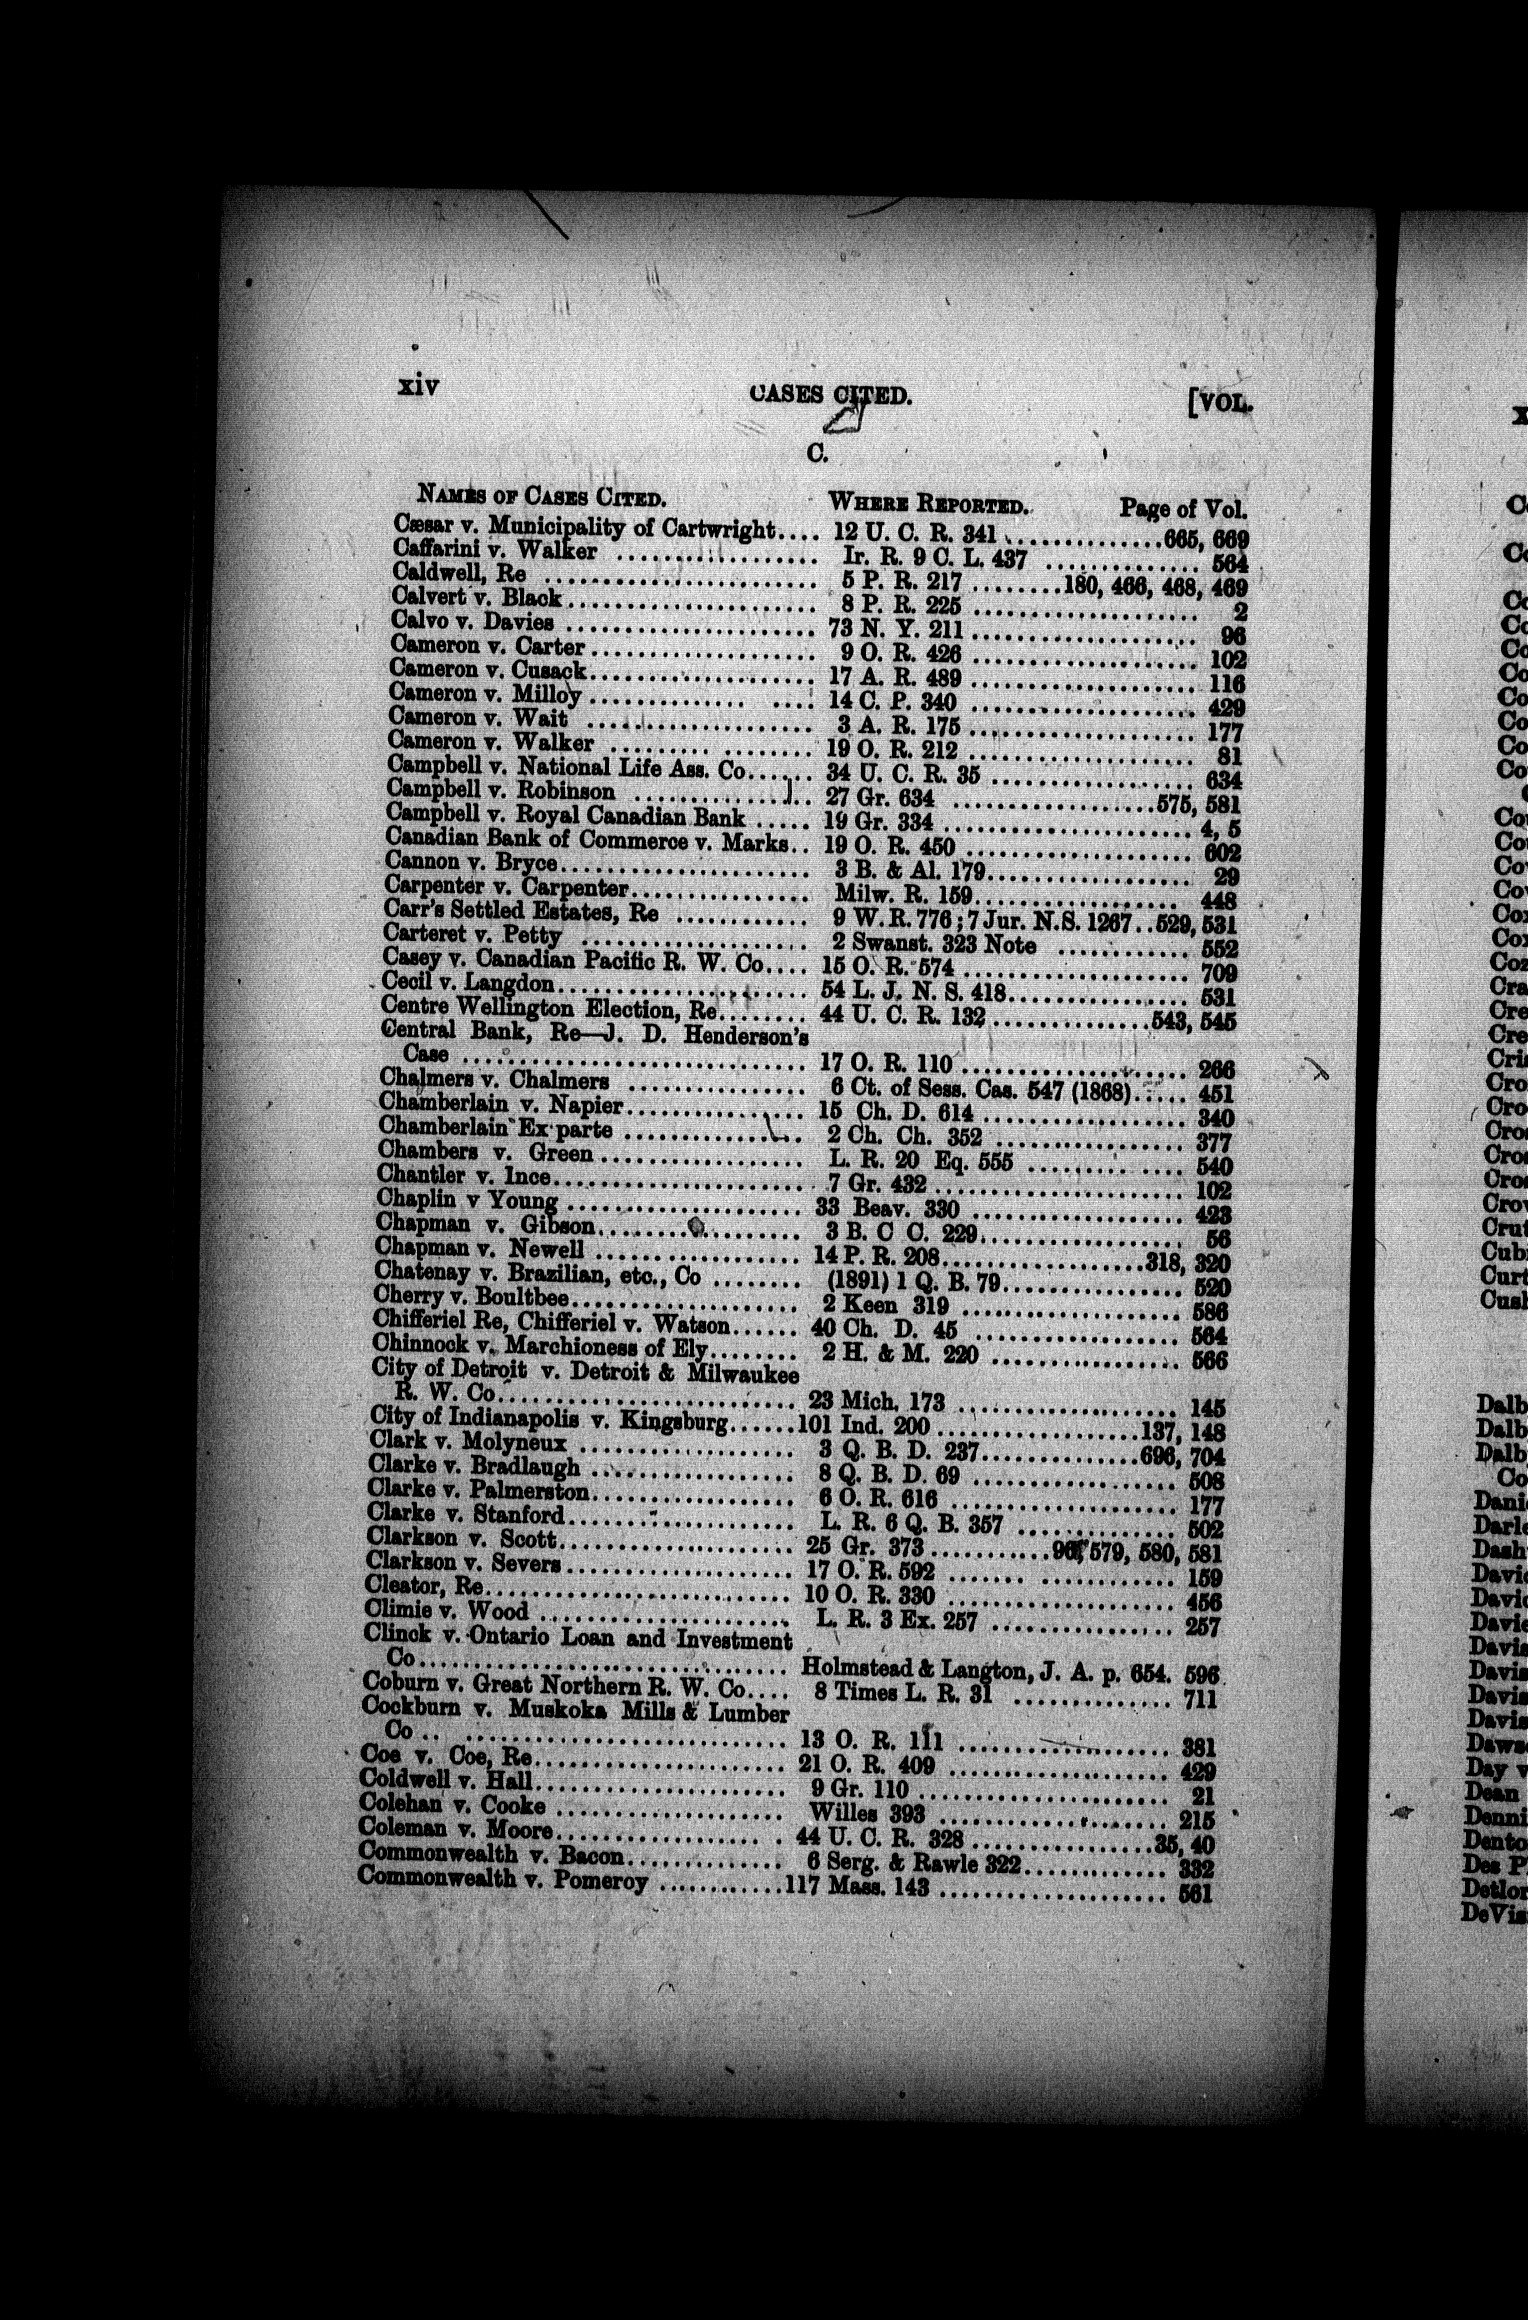 xiv CASES CITED. [VOL.
C.
NAMES OF CASES CITED. WHERE REPORTED. Page of Vol.
Cæsar v. Municipality of Cartwright.... 12 U. C. R. 341 ..............665, 669
Caffarini v. Walker .................. Ir. R. 9 C. L. 437 .............. 564
Caldwell, Re ........................ 5 P. R. 217 ........180, 466, 468, 469
Calvert v. Black...................... 8 P. R. 225 .................... 2
Calvo v. Davies ...................... 73 N. Y. 211 .................... 96
Cameron v. Carter .................... 9 O. R. 426 .................... 102
Cameron v. Cusack.................... 17 A. R. 489 .................... 116
Cameron v. Milloy .............. .... 14 C. P. 340 .................... 429
Cameron v. Wait .................... 3 A. R. 175 .................... 177
Cameron v. Walker ......... ........ 19 O. R. 212 .................... 81
Campbell v. National Life Ass. Co...... 34 U. C. R. 35 .................. 634
Campbell v. Robinson ................ 27 Gr. 634 ..................575, 581
Campbell v. Royal Canadian Bank ..... 19 Gr. 334 ...................... 4, 5
Canadian Bank of Commerce v. Marks.. 19 O. R. 450 .................... 602
Cannon v. Bryce...................... 3 B. & Al. 179.................. 29
Carpenter v. Carpenter................ Milw. R. 159.................. 448
Carr's Settled Estates, Re ............ 9 W. R. 776 ; 7 Jur. N.S. 1267..529, 531
Carteret v. Petty .................... 2 Swanst. 323 Note ............ 552
Casey v. Canadian Pacific R. W. Co.... 15 O. R. 574 .................... 709
Cecil v. Langdon...................... 54 L. J. N. S. 418................ 531
Centre Wellington Election, Re........ 44 U. C. R. 132 ..............543, 545
Central Bank, Re—J. D. Henderson's
Case .............................. 17 O. R. 110 .................... 266
Chalmers v. Chalmers ................ 6 Ct. of Sess. Cas. 547 (1868)...... 451
Chamberlain v. Napier................ 15 Ch. D. 614 .................. 340
Chamberlain Ex parte ................ 2 Ch. Ch. 352 .................. 377
Chambers v. Green .................. L. R. 20 Eq. 555 ......... .... 540
Chantler v. Ince...................... 7 Gr. 432 ...................... 102
Chaplin v Young .................... 33 Beav. 330 .................. 423
Chapman v. Gibson.................. 3 B. C C. 229.................. 56
Chapman v. Newell .................. 14 P. R. 208..................318, 320
Chatenay v. Brazilian, etc., Co ........ (1891) 1 Q. B. 79................ 520
Cherry v. Boultbee.................... 2 Keen 319 .................... 586
Chifferiel Re, Chifferiel v. Watson...... 40 Ch. D. 45 .................. 564
Chinnock v. Marchioness of Ely........ 2 H. & M. 220 .................. 566
City of Detroit v. Detroit & Milwaukee
R. W. Co.......................... 23 Mich. 173 .................... 145
City of Indianapolis v. Kingsburg......101 Ind. 200 ..................137, 148
Clark v. Molyneux .................. 3 Q. B. D. 237..............696, 704
Clarke v. Bradlaugh .................. 8 Q. B. D. 69 .................. 508
Clarke v. Palmerston.................. 6 O. R. 616 .................... 177
Clarke v. Stanford.................... L. R. 6 Q. B. 357 .............. 502
Clarkson v. Scott.................... 25 Gr. 373 ...........96, 579, 580, 581
Clarkson v. Severs.................... 17 O. R. 592 ....... ............ 159
Cleator, Re.......................... 10 O. R. 330 .................... 456
Climie v. Wood ...................... L. R. 3 Ex. 257 ................ 257
Clinck v. Ontario Loan and Investment
Co................................ Holmstead & Langton, J. A. p. 654. 596
Coburn v. Great Northern R. W. Co.... 8 Times L. R. 31 .............. 711
Cockburn v. Muskoka Mills & Lumber
Co .. ............................ 13 O. R. 111 .................... 381
Coe v. Coe, Re...................... 21 O. R. 409 .................... 429
Coldwell v. Hall...................... 9 Gr. 110 ...................... 21
Colehan v. Cooke .................... Willes 393 .................... 215
Coleman v. Moore.................. . 44 U. C. R. 328 ..................35, 40
Commonwealth v. Bacon.............. 6 Serg. & Rawle 322............. 332
Commonwealth v. Pomeroy ...........117 Mass. 143 .................... 561
Dalb
Dalb
Dalb
Co
Dani
Dash
Day v
Dean
Denni
Dento
Des P
Detlor
DeVis